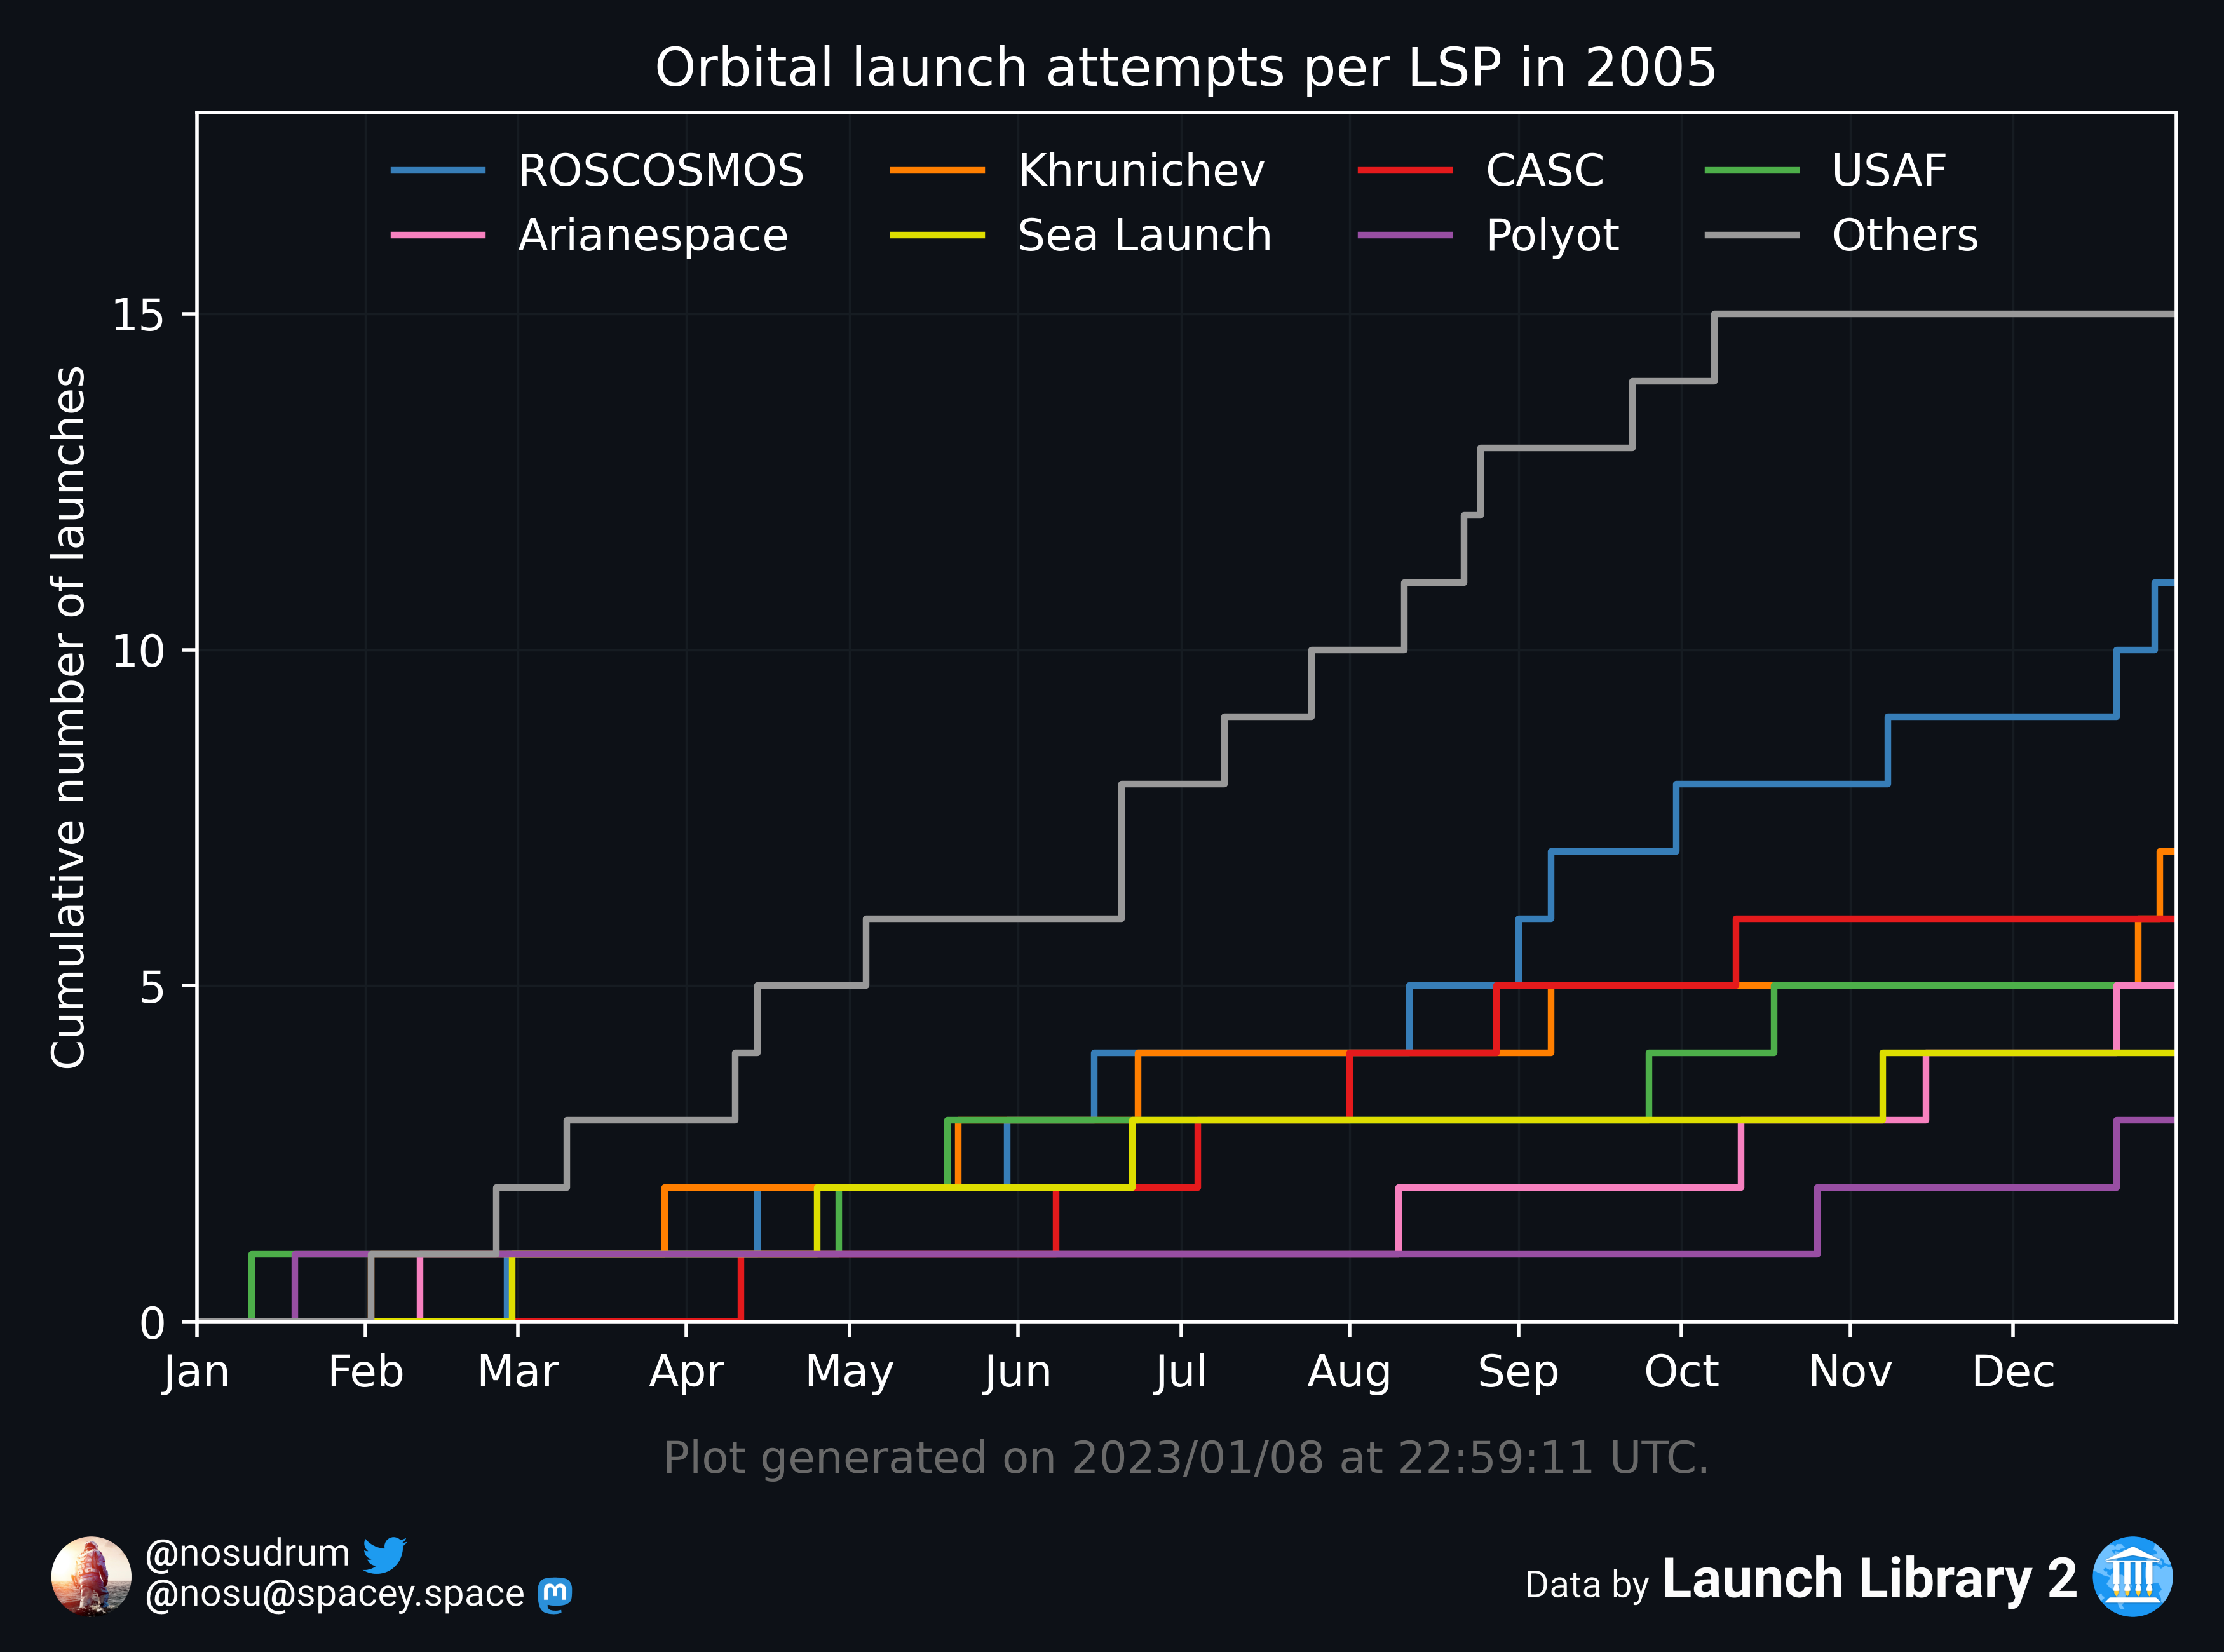 Orbital launch attempts per LSP in 2005
ROSCOSMOS Khrunichev CASC USAF
Arianespace Sea Launch Polyot Others
Cumulative number of launches
15
10
5
0
Jan Feb Mar Apr May Jun Jul Aug Sep Oct Nov Dec
Plot generated on 2023/01/08 at 22:59:11 UTC.
@nosudrum
@nosu@spacey.space
Data by Launch Library 2